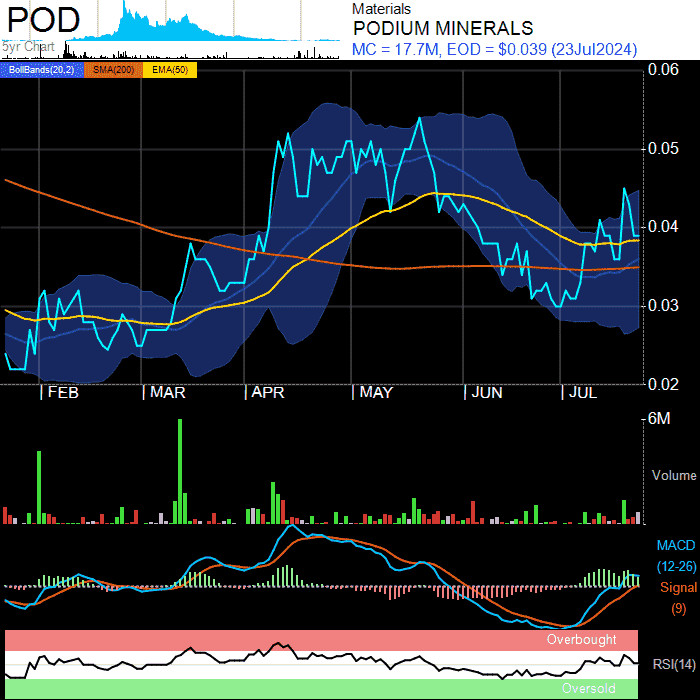 POD
5yr Chart
Materials
PODIUM MINERALS
MC = 17.7M, EOD = $0.039 (23Jul2024)
BollBands(20,2) SMA(200) EMA(50)
0.06
0.05
0.04
0.03
0.02
FEB MAR APR MAY JUN JUL
6M
Volume
MACD
(12-26)
Signal
(9)
Overbought
RSI(14)
Oversold